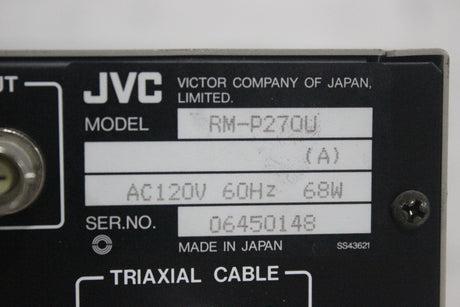 UT
JVC VICTOR COMPANY OF JAPAN,
LIMITED.
MODEL RM-P270U
(A)
AC120V 60Hz 68W
SER.NO. 06450148
MADE IN JAPAN SS43621
TRIAXIAL CABLE